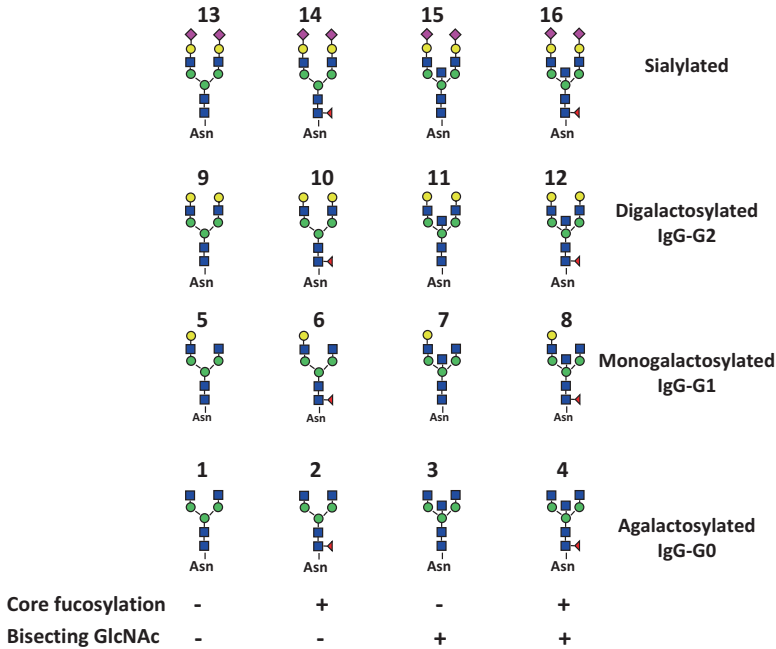 13 14 15 16
Sialylated
Asn Asn Asn Asn
9 10 11 12
Digalactosylated
IgG-G2
Asn Asn Asn Asn
5 6 7 8
Monogalactosylated
IgG-G1
Asn Asn Asn Asn
1 2 3 4
Agalactosylated
IgG-G0
Asn Asn Asn Asn
Core fucosylation - + - +
Bisecting GlcNAc - - + +